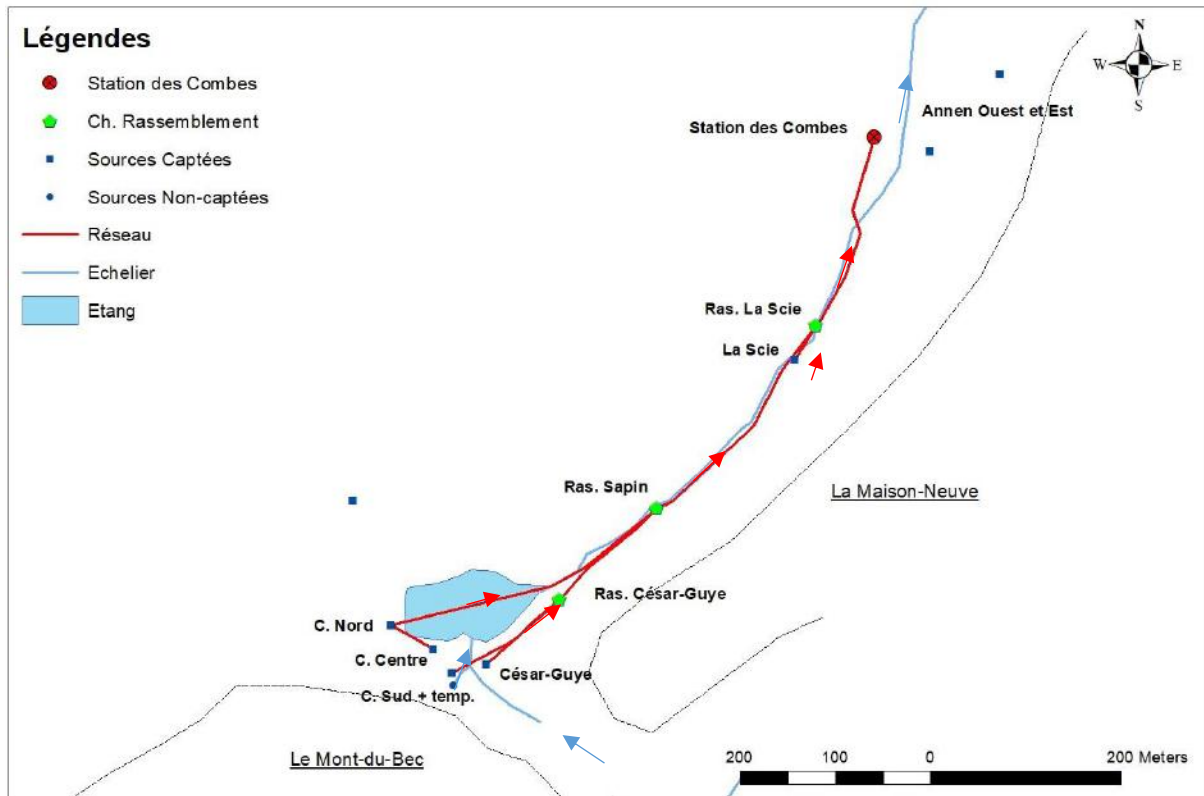 Légendes
Station des Combes
Ch. Rassemblement
Sources Captées
Sources Non-captées
Réseau
Echelier
Etang
N
W
E
S
Annen Ouest et Est
Station des Combes
Ras. La Scie
La Scie
Ras. Sapin
La Maison-Neuve
Ras. César-Guye
C. Nord
C. Centre
César-Guye
C. Sud + temp.
Le Mont-du-Bec
200 100 0 200 Meters